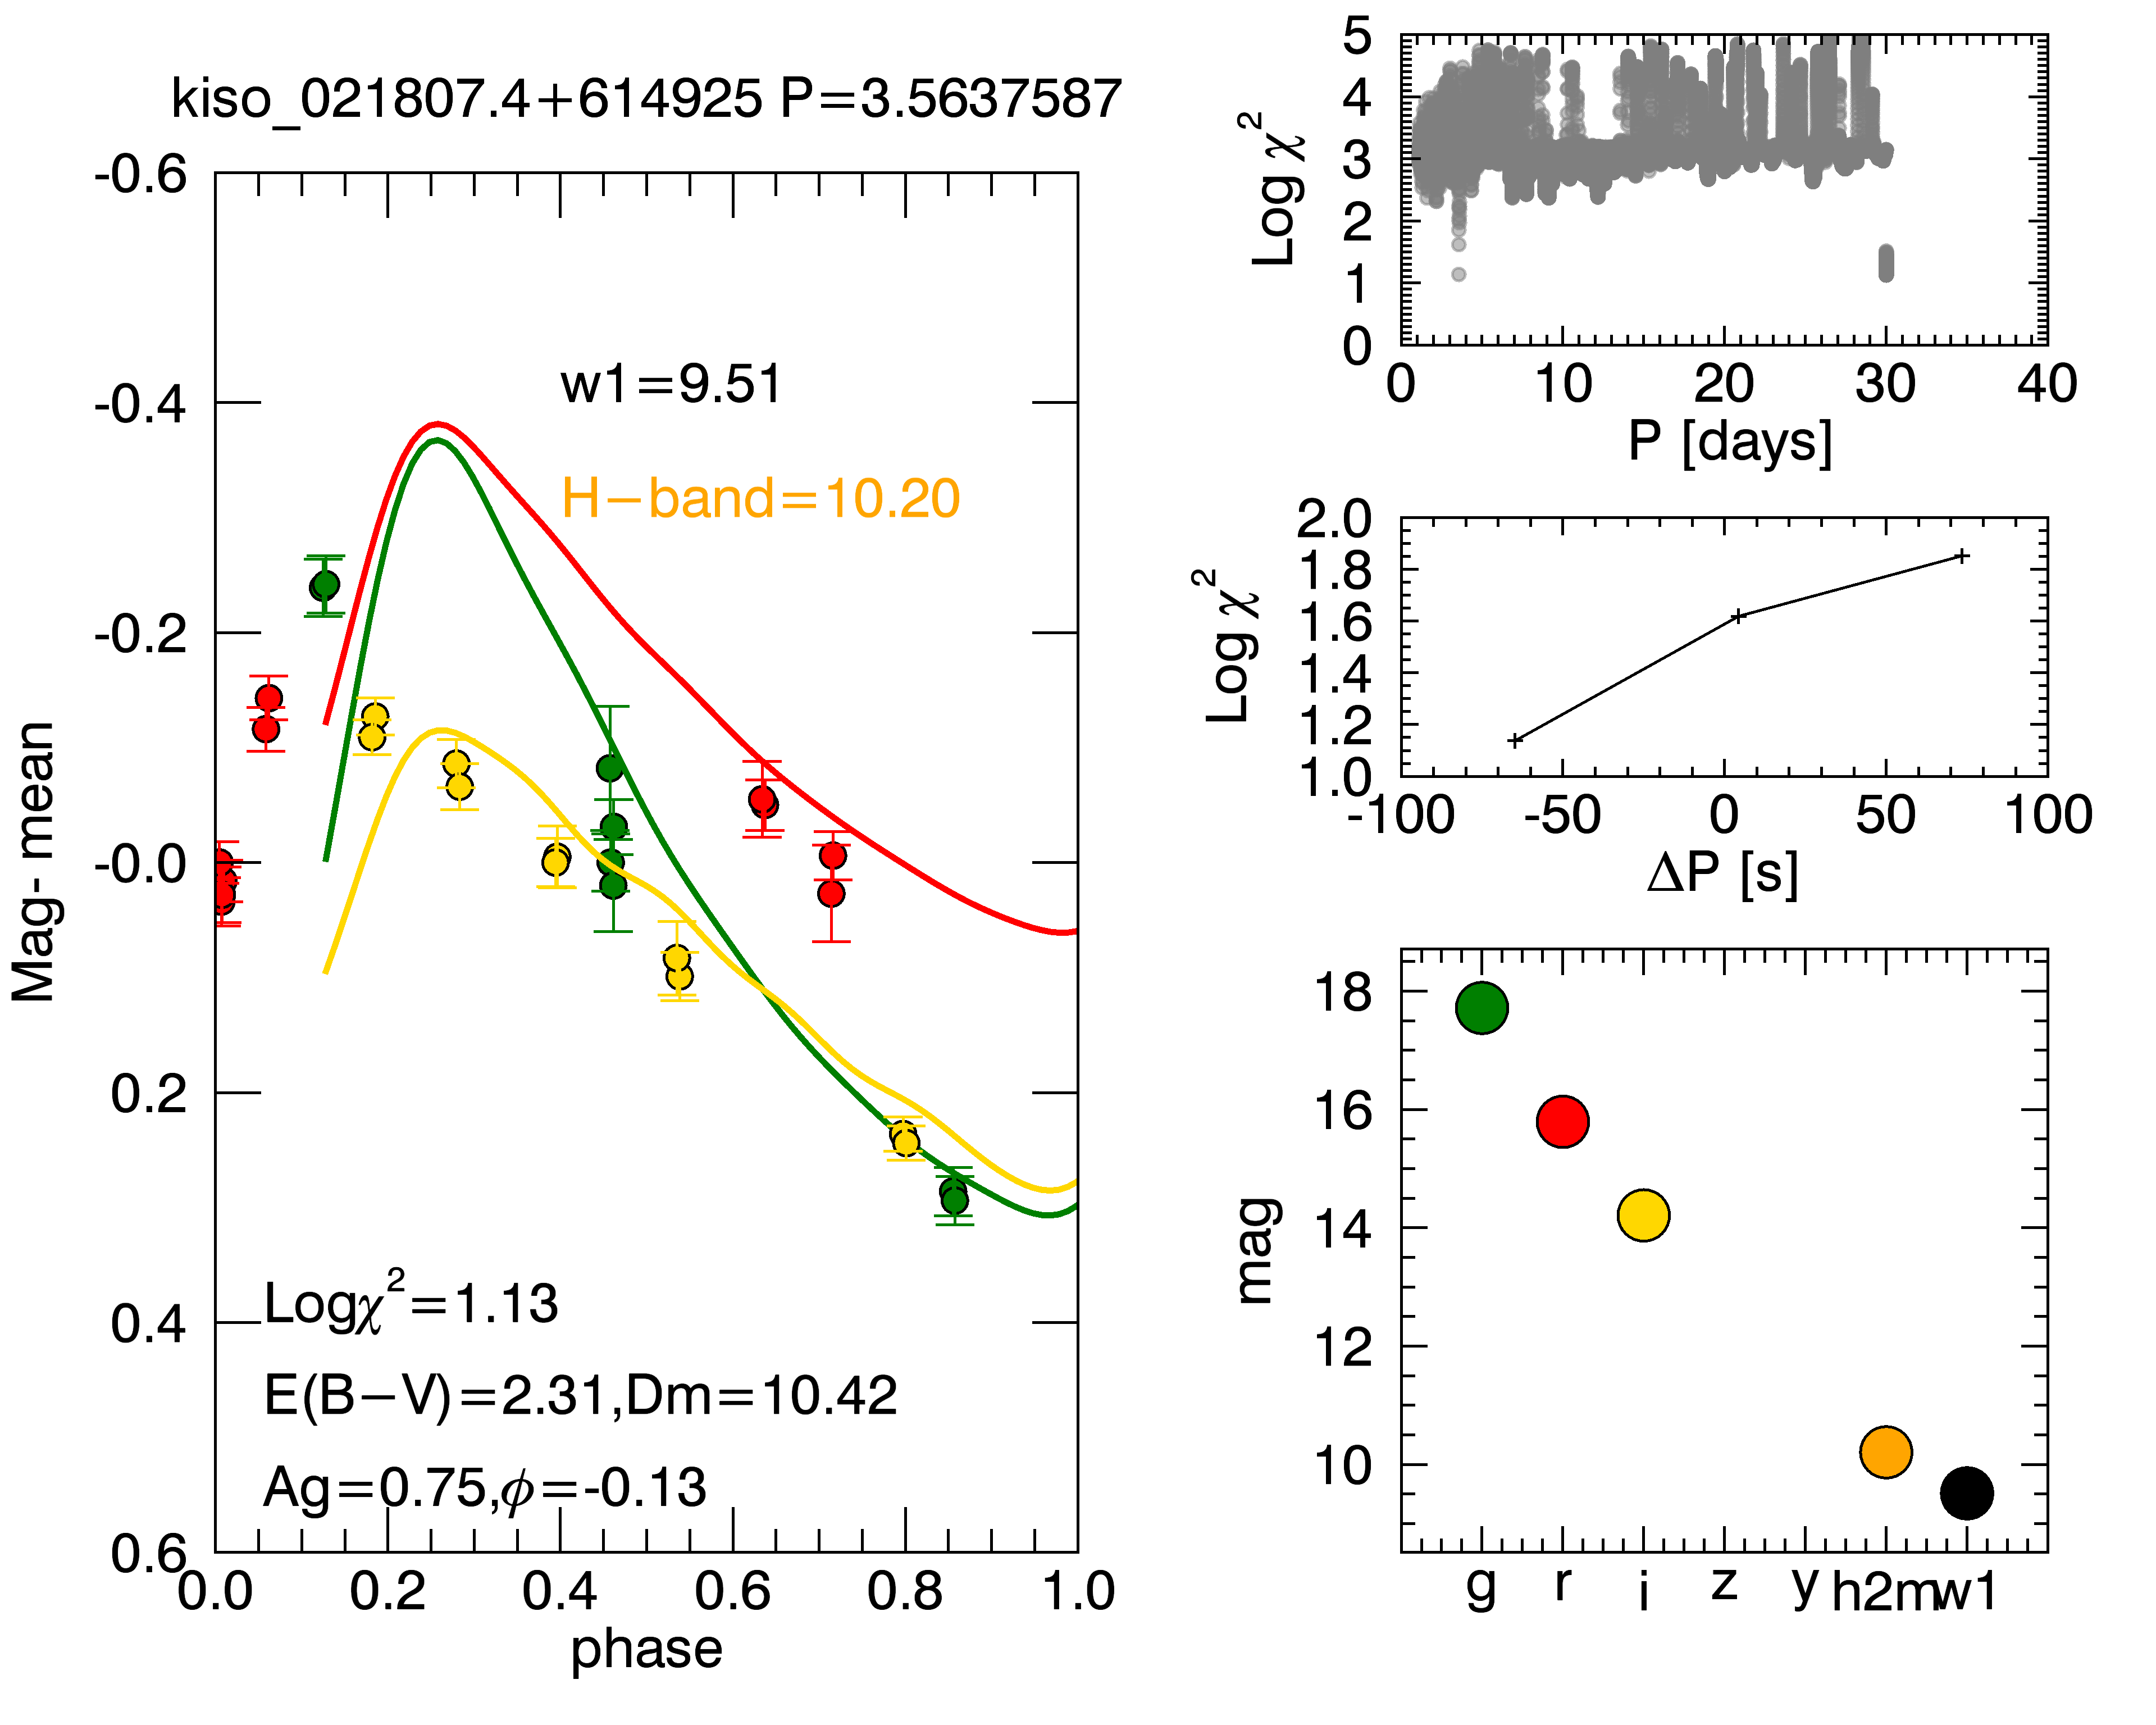 kiso_021807.4+614925 P=3.5637587
-0.6
-0.4
-0.2
-0.0
0.2
0.4
0.6
Mag- mean
w1=9.51
H−band=10.20
Logχ²=1.13
E(B−V)=2.31,Dm=10.42
Ag=0.75,ϕ=-0.13
0.0 0.2 0.4 0.6 0.8 1.0
phase
5
4
3
2
1
0
Log χ²
0 10 20 30 40
P [days]
2.0
1.8
1.6
1.4
1.2
1.0
Log χ²
-100 -50 0 50 100
ΔP [s]
18
16
14
12
10
mag
g r i z y h2m w1